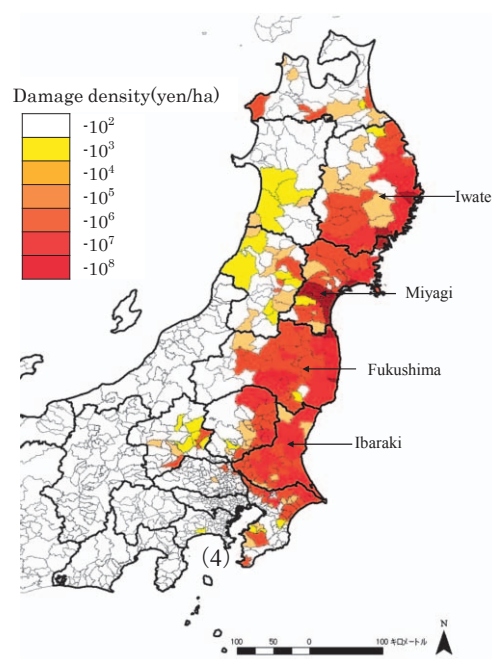 Damage density(yen/ha)
-10²
-10³
-10⁴
-10⁵
-10⁶
-10⁷
-10⁸
Iwate
Miyagi
Fukushima
Ibaraki
(4)
N
100 50 0 100 キロメートル